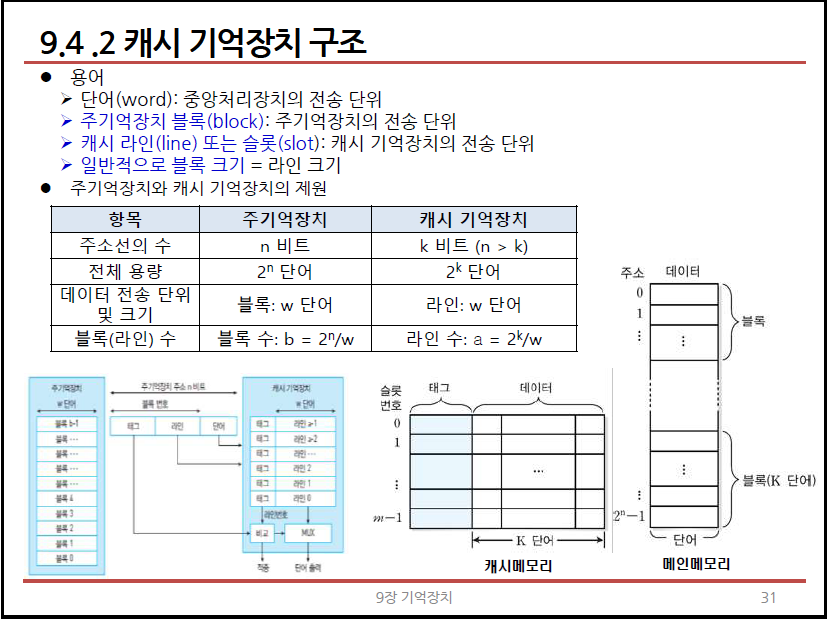 9.4 .2 캐시 기억장치 구조
● 용어
➢ 단어(word): 중앙처리장치의 전송 단위
➢ 주기억장치 블록(block): 주기억장치의 전송 단위
➢ 캐시 라인(line) 또는 슬롯(slot): 캐시 기억장치의 전송 단위
➢ 일반적으로 블록 크기 = 라인 크기
● 주기억장치와 캐시 기억장치의 제원
항목 주기억장치 캐시 기억장치
주소선의 수 n 비트 k 비트 (n > k)
전체 용량 2ⁿ 단어 2ᵏ 단어
데이터 전송 단위
및 크기 블록: w 단어 라인: w 단어
블록(라인) 수 블록 수: b = 2ⁿ/w 라인 수: a = 2ᵏ/w
주기억장치
w 단어
블록 b-1
블록 ···
블록 ···
블록 ···
블록 ···
블록 4
블록 3
블록 2
블록 1
블록 0
주기억장치 주소 n 비트
블록 번호
태그 라인 단어
캐시 기억장치
w 단어
태그 라인 a-1
태그 라인 a-2
태그 라인 ···
태그 라인 2
태그 라인 1
태그 라인 0
라인번호
비교 MUX
적중 단어 출력
슬롯
번호
태그 데이터
0
1
⋮
m−1
···
K 단어
캐시메모리
주소 데이터
0
1
⋮
⋮
블록
⋮
블록(K 단어)
⋮
2ⁿ−1
단어
메인메모리
9장 기억장치
31